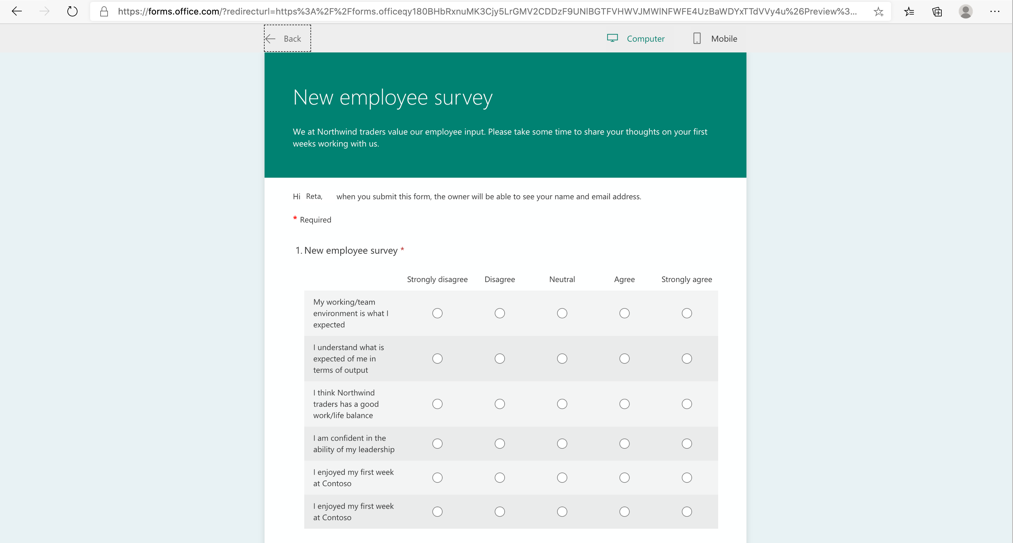 https://forms.office.com/?redirecturl=https%3A%2F%2Fforms.officeqy180BHbRxnuMK3Cjy5LrGMV2CDDzF9UNlBGTFVHWVJMWlNFWFE4UzBaWDYxTTdVVy4u%26Preview%3...
Back
Computer
Mobile
New employee survey
We at Northwind traders value our employee input. Please take some time to share your thoughts on your first
weeks working with us.
Hi Reta, when you submit this form, the owner will be able to see your name and email address.
* Required
1. New employee survey *
Strongly disagree Disagree Neutral Agree Strongly agree
My working/team
environment is what I
expected
I understand what is
expected of me in
terms of output
I think Northwind
traders has a good
work/life balance
I am confident in the
ability of my leadership
I enjoyed my first week
at Contoso
I enjoyed my first week
at Contoso